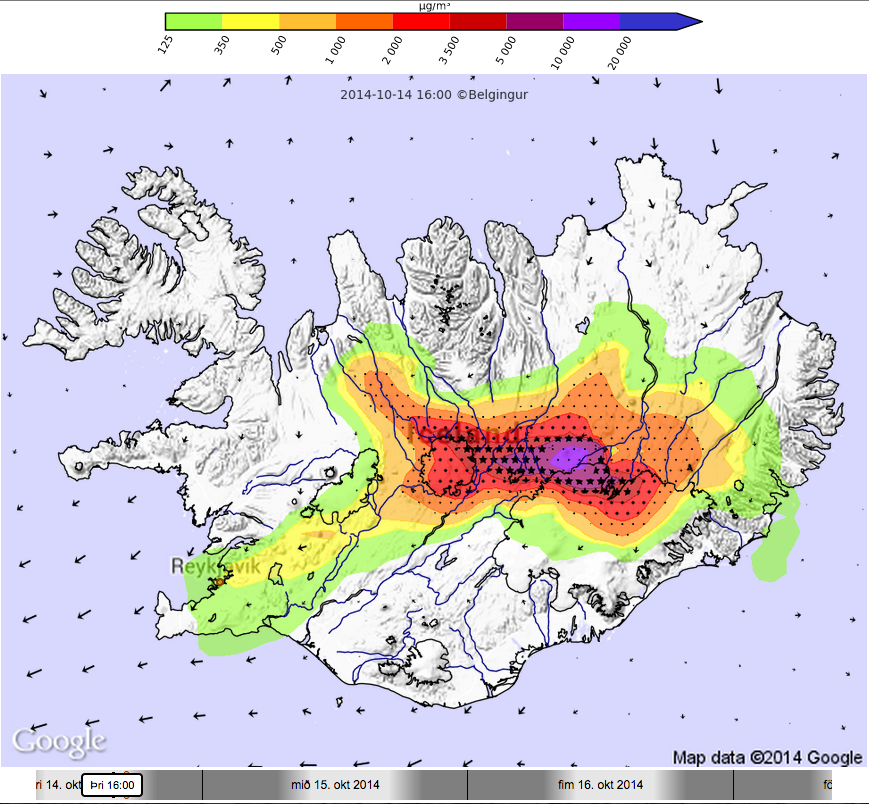 µg/m³
125 350 500 1 000 2 000 3 500 5 000 10 000 20 000
2014-10-14 16:00 ©Belgingur
Iceland
Reykjavik
Google
Map data ©2014 Google
ri 14. okt Þri 16:00 mið 15. okt 2014 fim 16. okt 2014 fö